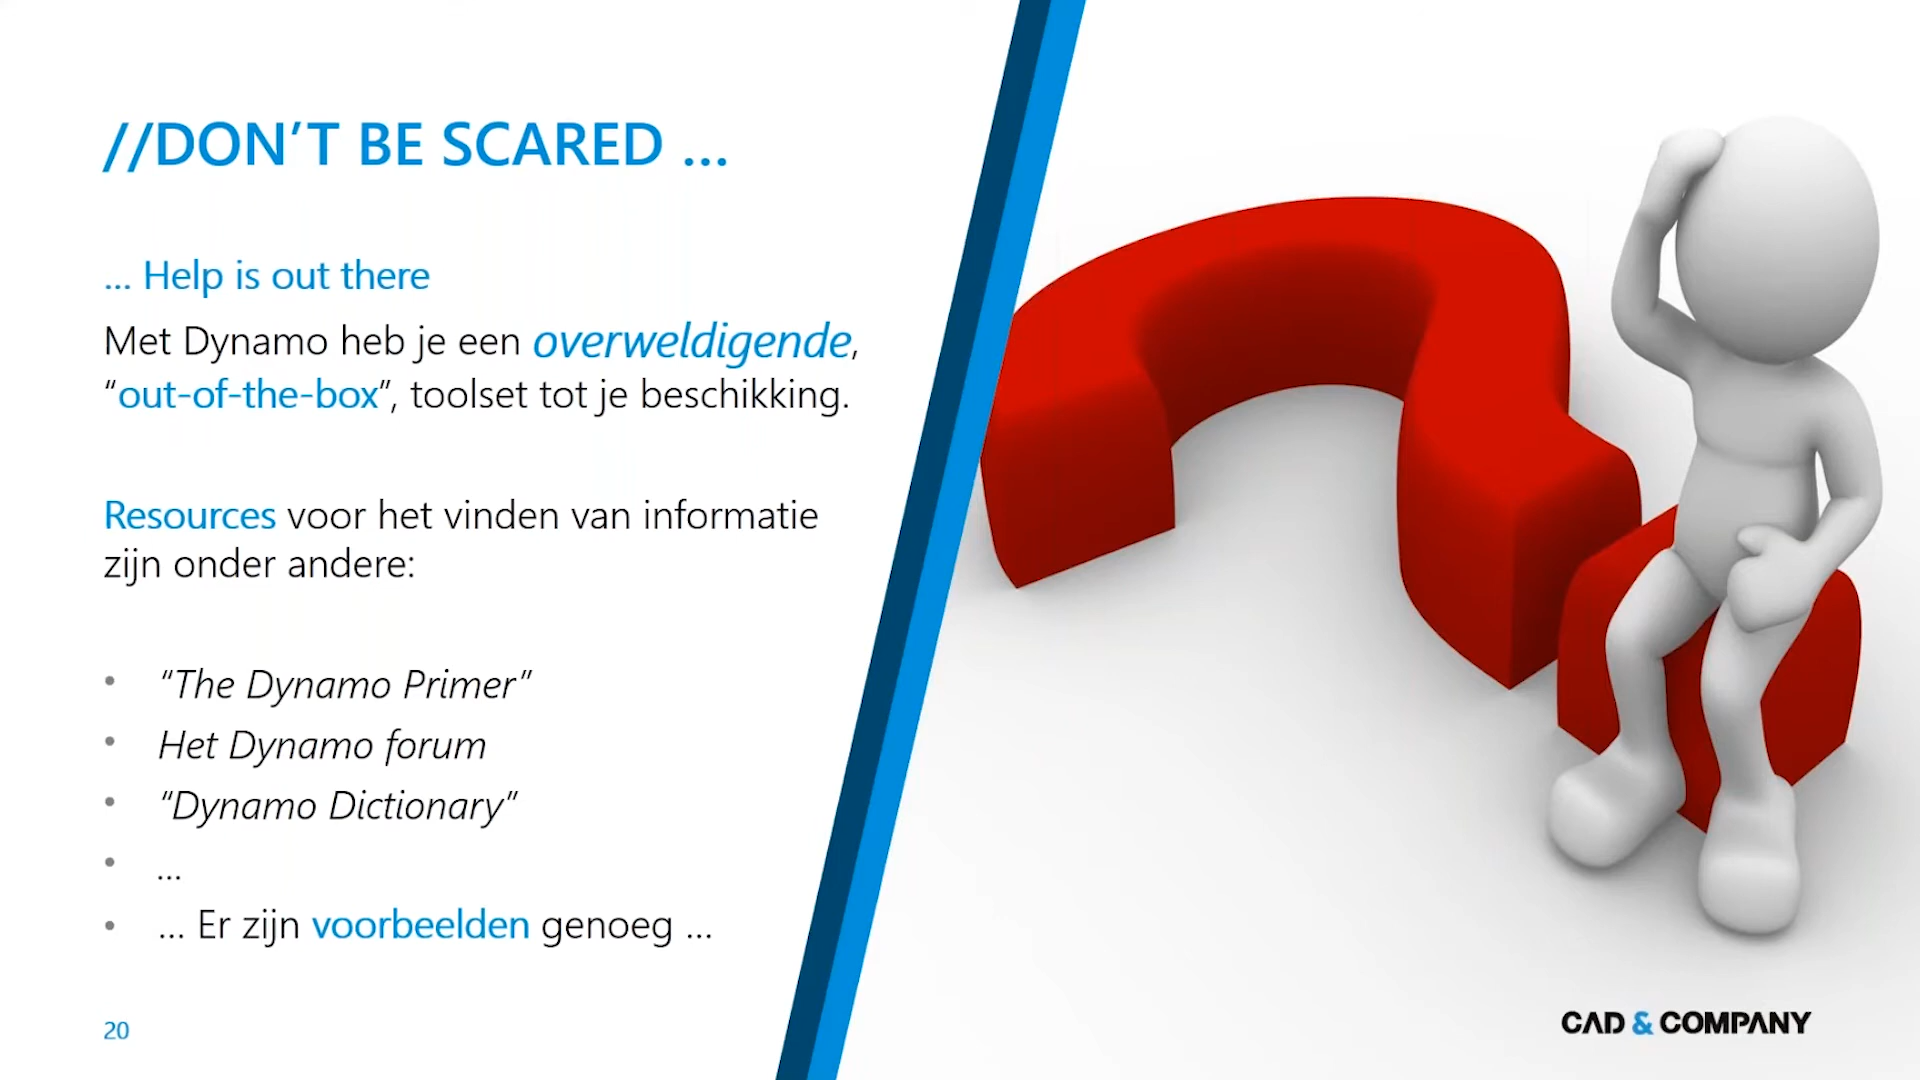 //DON’T BE SCARED ...
... Help is out there
Met Dynamo heb je een overweldigende,
“out-of-the-box”, toolset tot je beschikking.
Resources voor het vinden van informatie
zijn onder andere:
• “The Dynamo Primer”
• Het Dynamo forum
• “Dynamo Dictionary”
• ...
• ... Er zijn voorbeelden genoeg ...
20
CAD & COMPANY